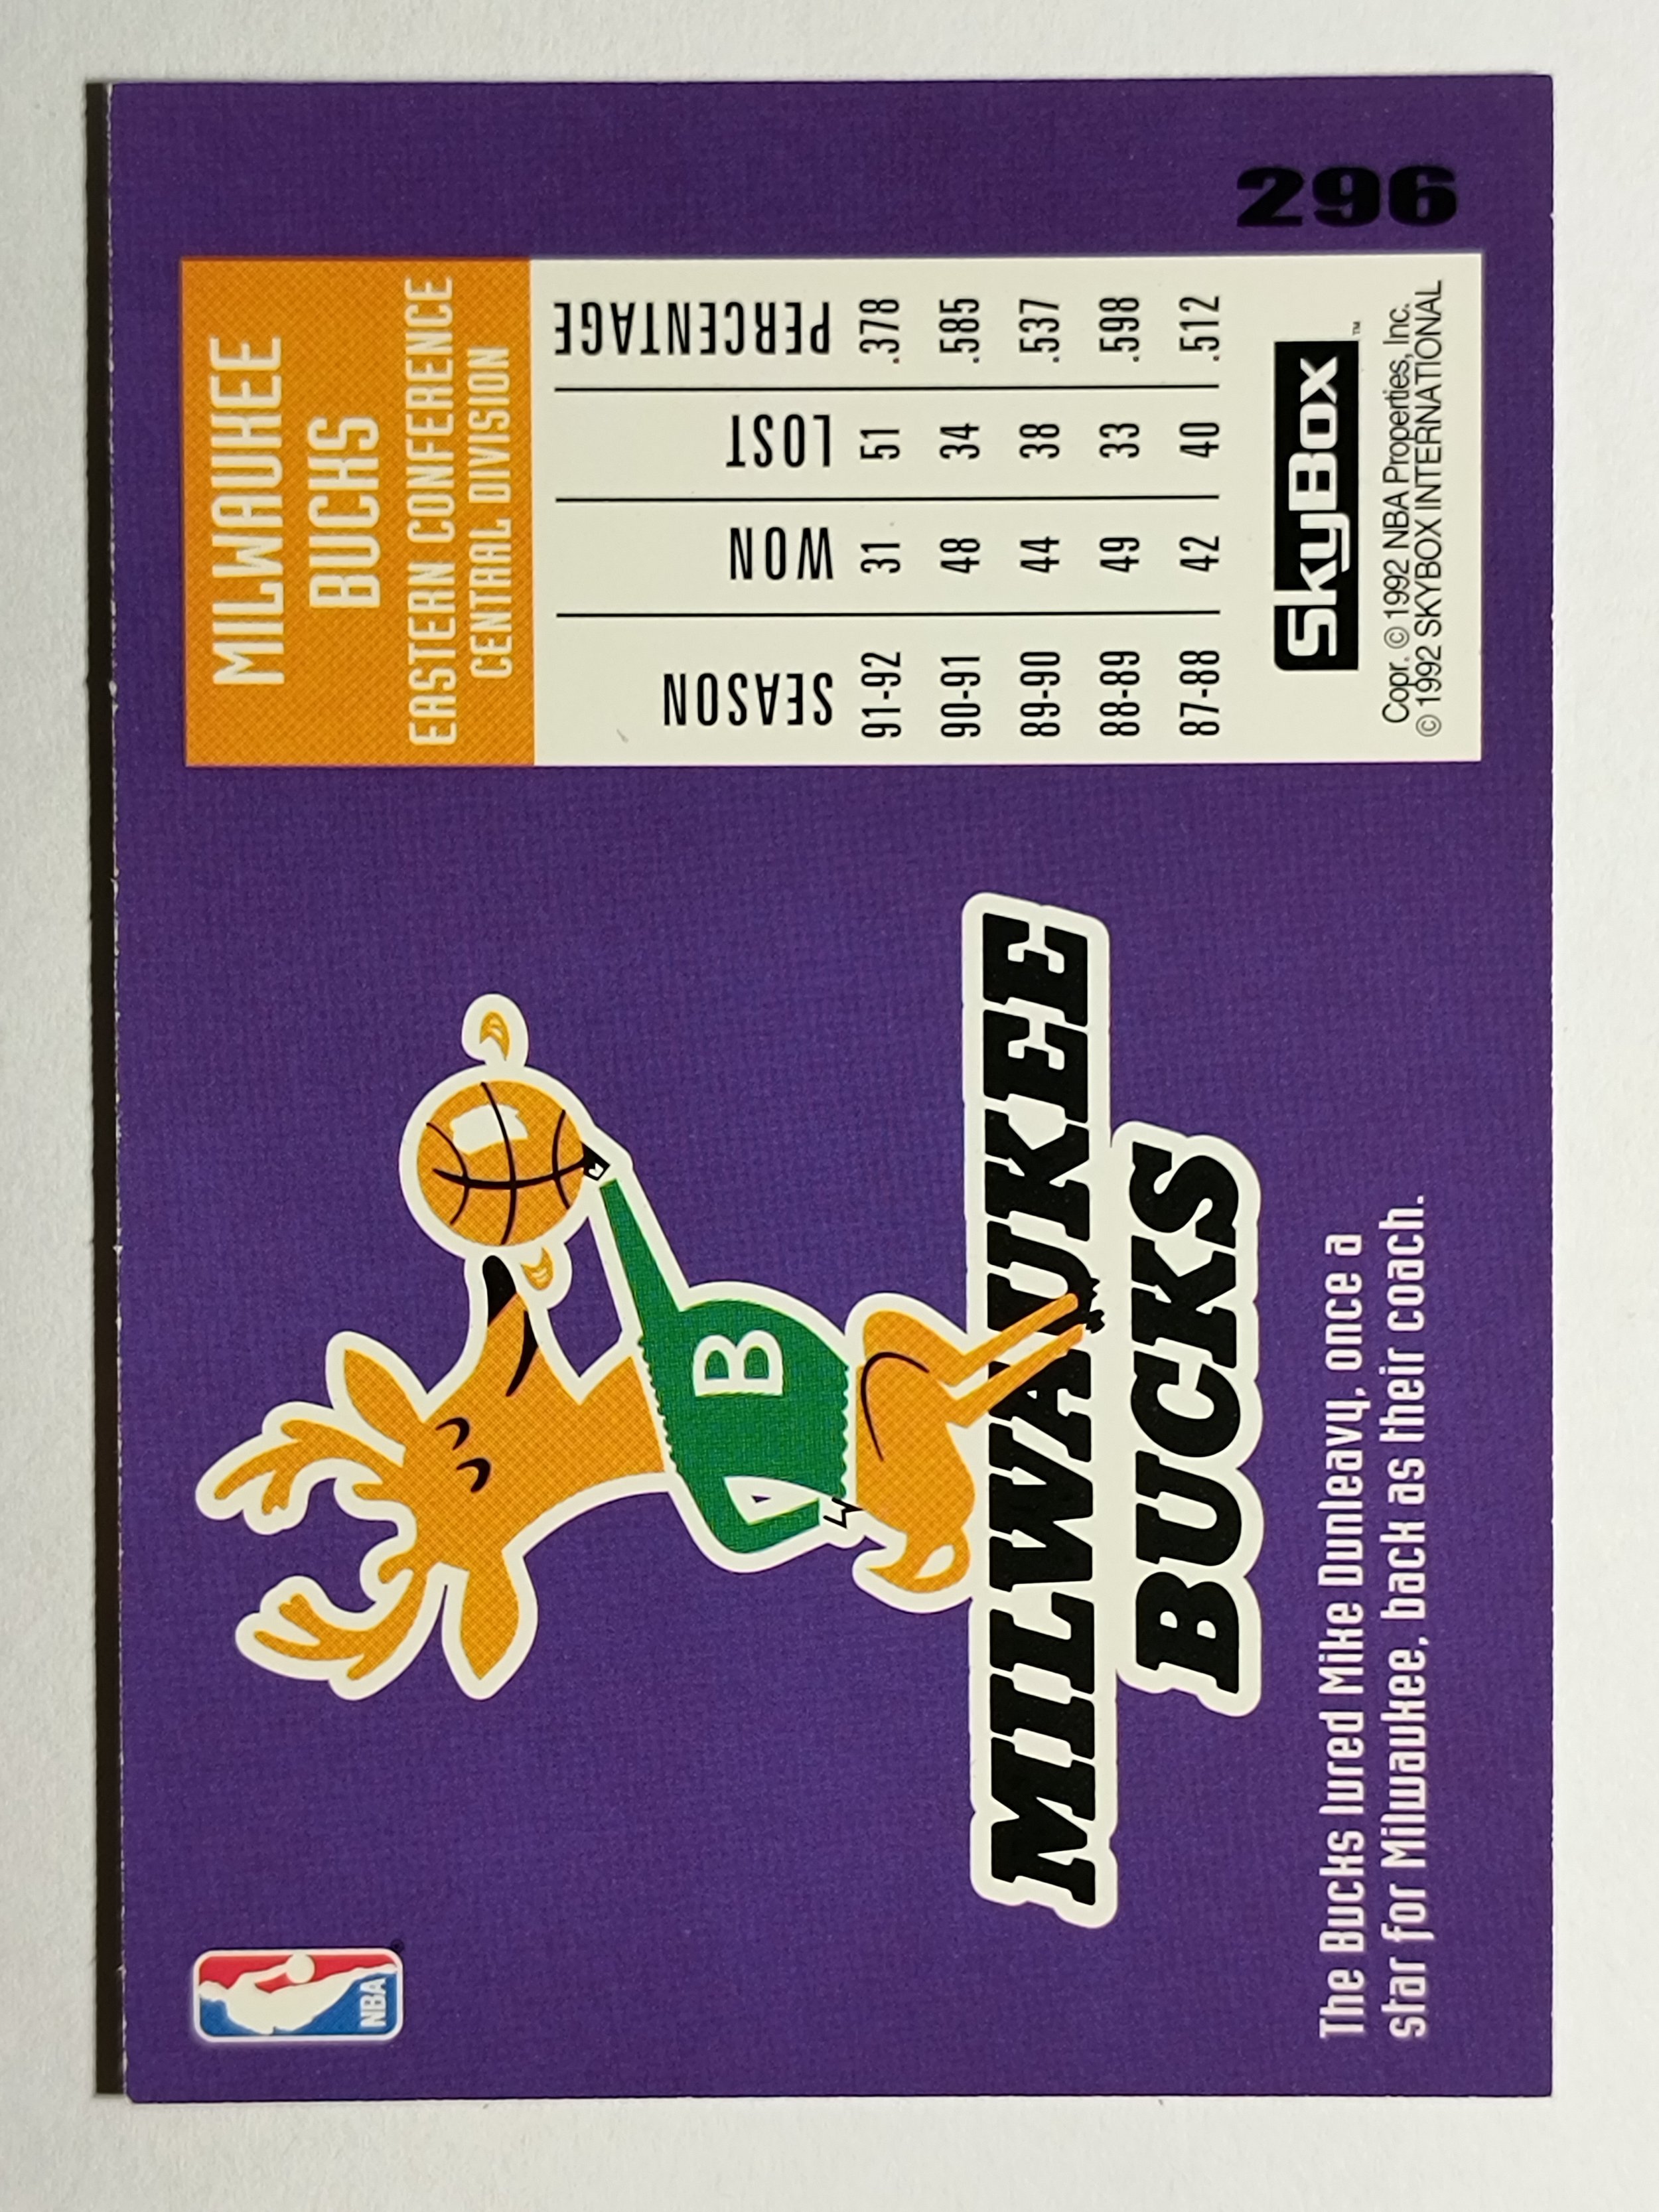 NBA
®
B
MILWAUKEE
BUCKS
The Bucks lured Mike Dunleavy, once a
star for Milwaukee, back as their coach.
MILWAUKEE
BUCKS
EASTERN CONFERENCE
CENTRAL DIVISION
SEASON WON LOST PERCENTAGE
91-92 31 51 .378
90-91 48 34 .585
89-90 44 38 .537
88-89 49 33 .598
87-88 42 40 .512
SkyBox™
Copr. © 1992 NBA Properties, Inc.
© 1992 SKYBOX INTERNATIONAL
296